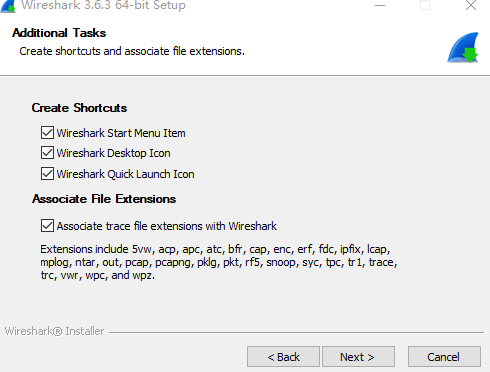 Wireshark 3.6.3 64-bit Setup
Additional Tasks
Create shortcuts and associate file extensions.
Create Shortcuts
Wireshark Start Menu Item
Wireshark Desktop Icon
Wireshark Quick Launch Icon
Associate File Extensions
Associate trace file extensions with Wireshark
Extensions include 5vw, acp, apc, atc, bfr, cap, enc, erf, fdc, ipfix, lcap,
mplog, ntar, out, pcap, pcapng, pklg, pkt, rf5, snoop, syc, tpc, tr1, trace,
trc, vwr, wpc, and wpz.
Wireshark® Installer
< Back Next > Cancel